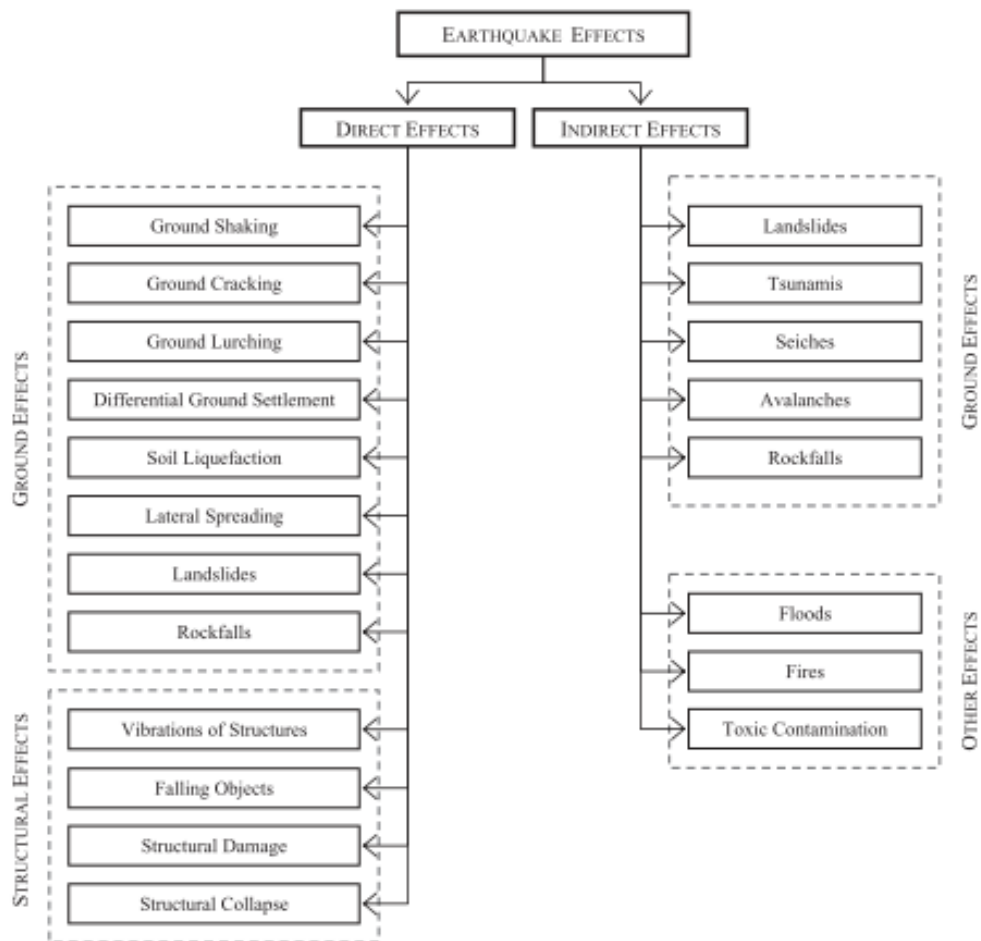 EARTHQUAKE EFFECTS
DIRECT EFFECTS
INDIRECT EFFECTS
GROUND EFFECTS
Ground Shaking
Ground Cracking
Ground Lurching
Differential Ground Settlement
Soil Liquefaction
Lateral Spreading
Landslides
Rockfalls
STRUCTURAL EFFECTS
Vibrations of Structures
Falling Objects
Structural Damage
Structural Collapse
Landslides
Tsunamis
Seiches
Avalanches
Rockfalls
GROUND EFFECTS
Floods
Fires
Toxic Contamination
OTHER EFFECTS